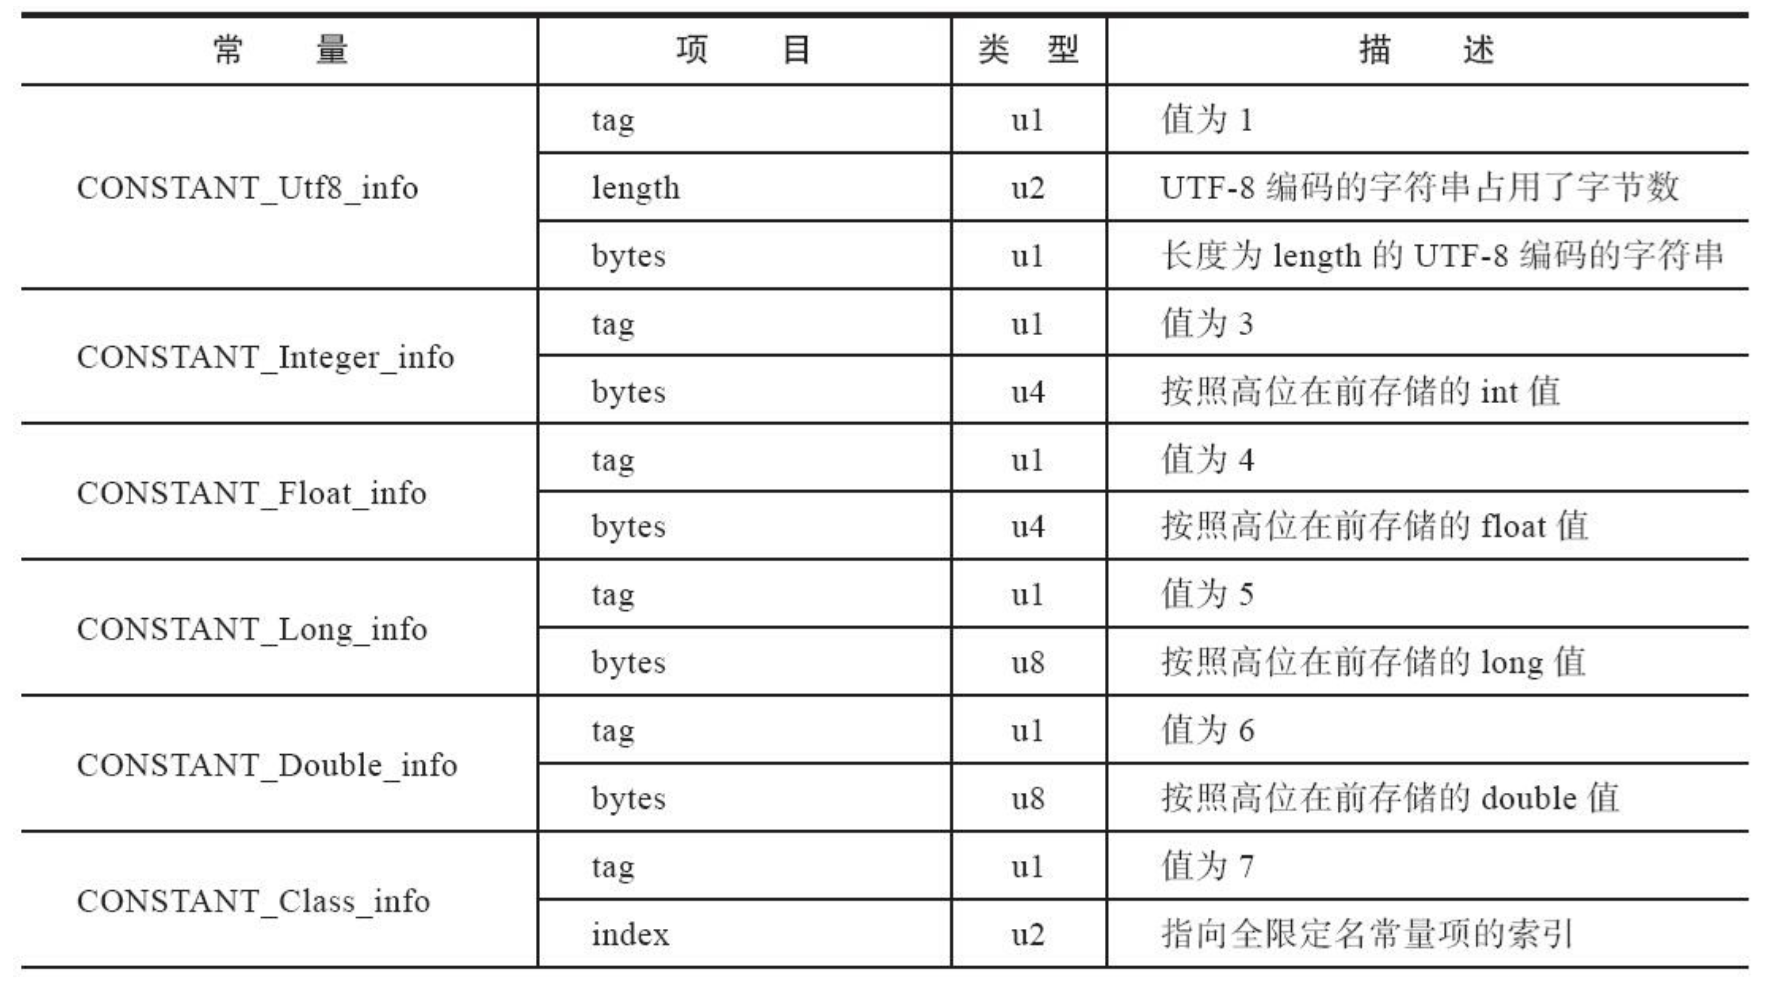 常 量 项 目 类 型 描 述
CONSTANT_Utf8_info tag u1 值为 1
length u2 UTF-8 编码的字符串占用了字节数
bytes u1 长度为 length 的 UTF-8 编码的字符串
CONSTANT_Integer_info tag u1 值为 3
bytes u4 按照高位在前存储的 int 值
CONSTANT_Float_info tag u1 值为 4
bytes u4 按照高位在前存储的 float 值
CONSTANT_Long_info tag u1 值为 5
bytes u8 按照高位在前存储的 long 值
CONSTANT_Double_info tag u1 值为 6
bytes u8 按照高位在前存储的 double 值
CONSTANT_Class_info tag u1 值为 7
index u2 指向全限定名常量项的索引